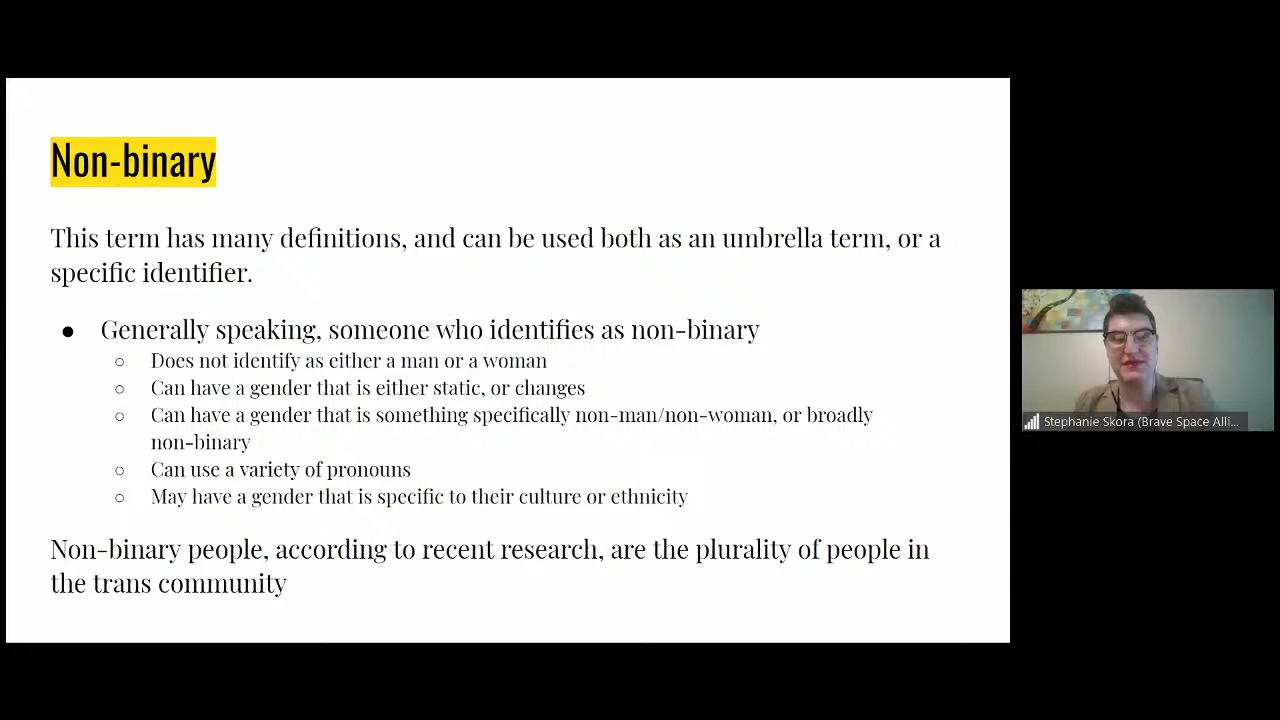 Non-binary
This term has many definitions, and can be used both as an umbrella term, or a
specific identifier.
● Generally speaking, someone who identifies as non-binary
○ Does not identify as either a man or a woman
○ Can have a gender that is either static, or changes
○ Can have a gender that is something specifically non-man/non-woman, or broadly
non-binary
○ Can use a variety of pronouns
○ May have a gender that is specific to their culture or ethnicity
Non-binary people, according to recent research, are the plurality of people in
the trans community
Stephanie Skora (Brave Space Alli...